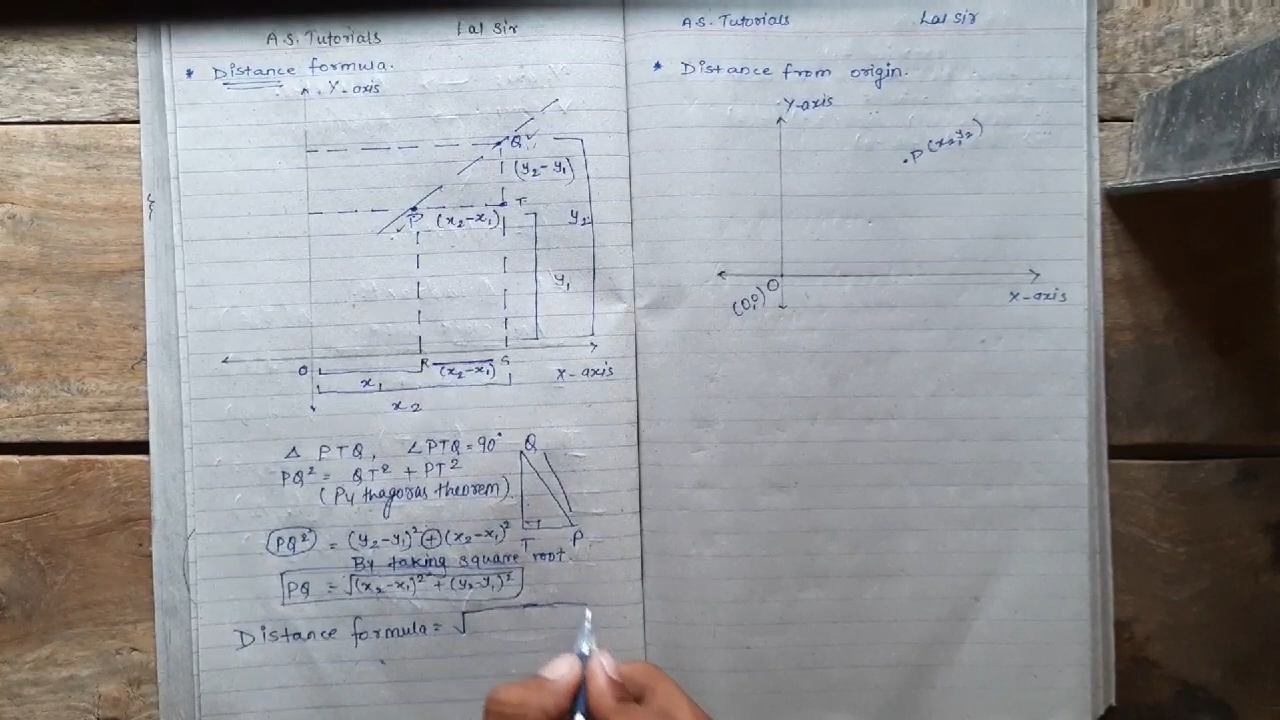 A.S. Tutorials Lal Sir
* Distance formula.
Y-axis
Q
(y₂-y₁)
P (x₂-x₁) T
y₂
y₁
O R (x₂-x₁) S
x₁ X-axis
x₂
△ PTQ, ∠PTQ = 90°
PQ² = QT² + PT²
(Pythagoras theorem)
Q
T P
PQ² = (y₂-y₁)² + (x₂-x₁)²
By taking square root.
PQ = √(x₂-x₁)² + (y₂-y₁)²
Distance formula = √
A.S. Tutorials Lal Sir
* Distance from origin.
Y-axis
.P(x₂,y₂)
O
(0,0)
X-axis